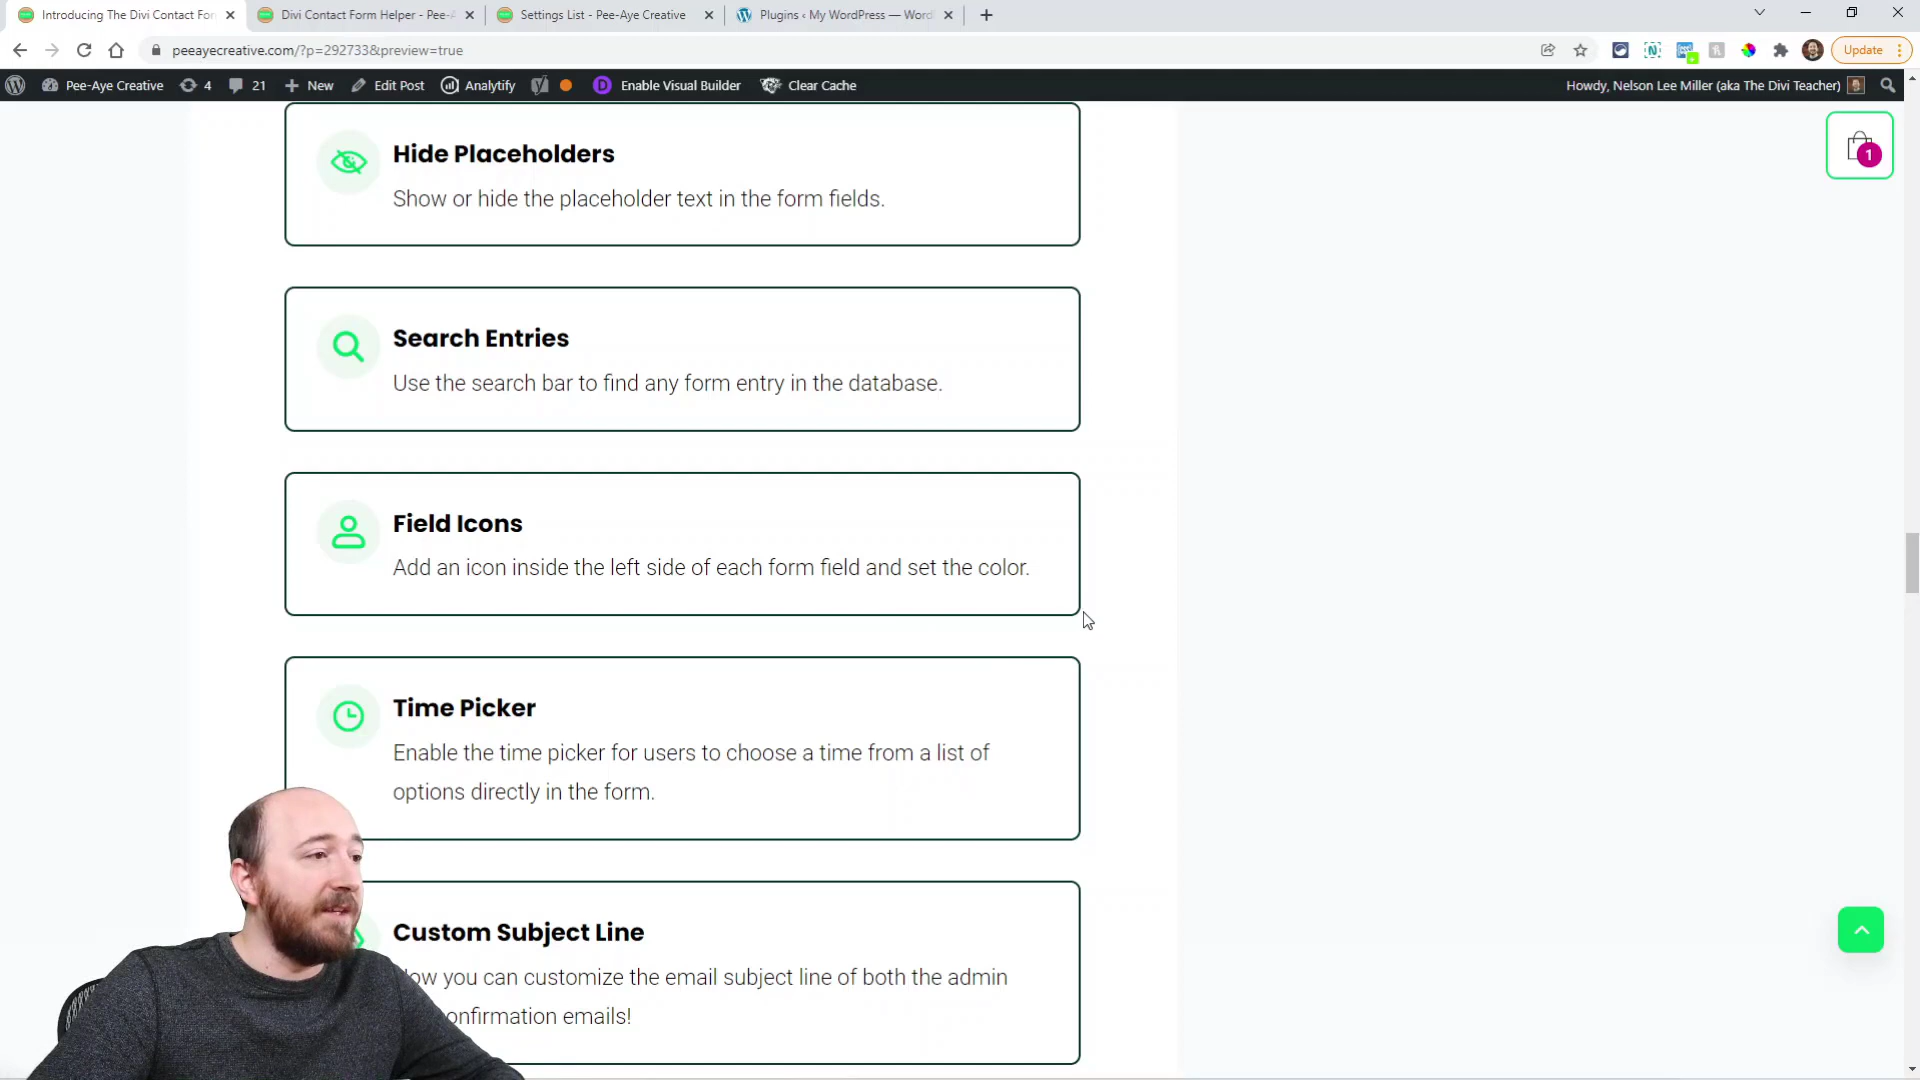 Introducing The Divi Contact For
Divi Contact Form Helper - Pee-A
Settings List - Pee-Aye Creative
Plugins ‹ My WordPress — Word
peeayecreative.com/?p=292733&preview=true
Update
Pee-Aye Creative
4
21
New
Edit Post
Analytify
Enable Visual Builder
Clear Cache
Howdy, Nelson Lee Miller (aka The Divi Teacher)
1
Hide Placeholders
Show or hide the placeholder text in the form fields.
Search Entries
Use the search bar to find any form entry in the database.
Field Icons
Add an icon inside the left side of each form field and set the color.
Time Picker
Enable the time picker for users to choose a time from a list of
options directly in the form.
Custom Subject Line
you can customize the email subject line of both the admin
onfirmation emails!